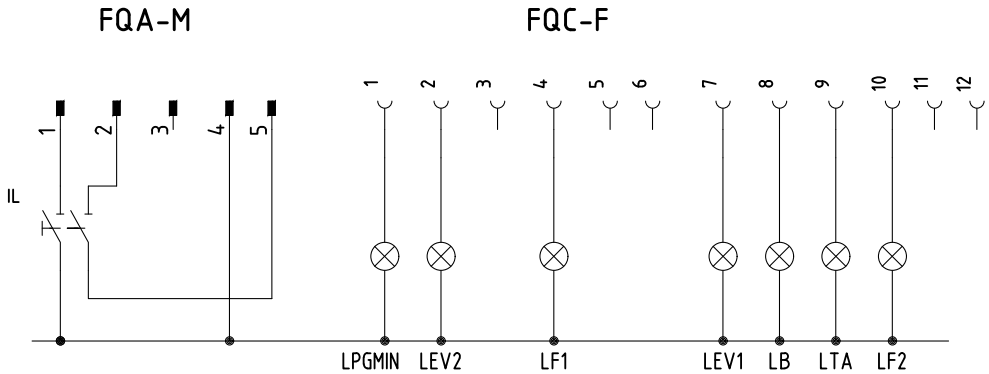 FQA-M FQC-F
1 2 3 4 5 6 7 8 9 10 11 12
1 2 3 4 5
IL
LPGMIN LEV2 LF1 LEV1 LB LTA LF2